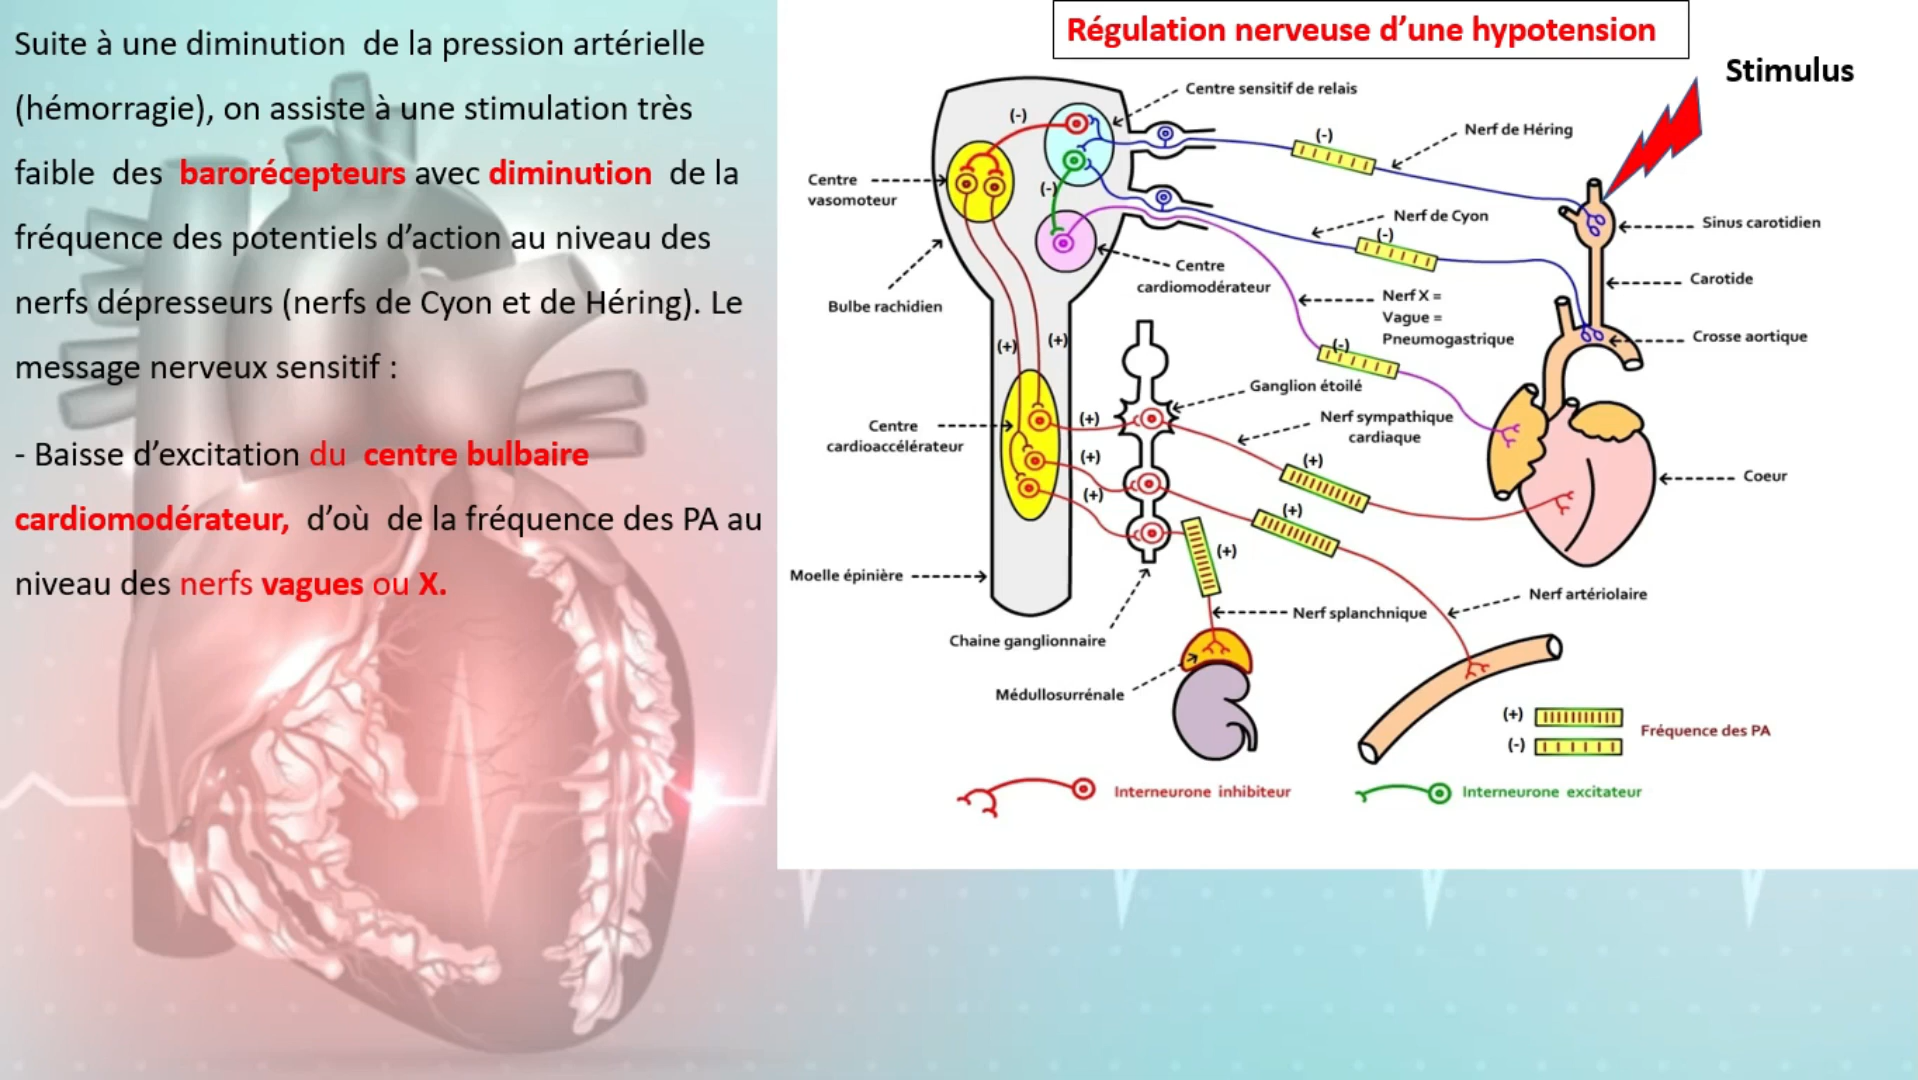 Suite à une diminution de la pression artérielle
(hémorragie), on assiste à une stimulation très
faible des barorécepteurs avec diminution de la
fréquence des potentiels d’action au niveau des
nerfs dépresseurs (nerfs de Cyon et de Héring). Le
message nerveux sensitif :
- Baisse d’excitation du centre bulbaire
cardiomodérateur, d’où de la fréquence des PA au
niveau des nerfs vagues ou X.
Régulation nerveuse d’une hypotension
Stimulus
Centre sensitif de relais
(-)
(-)
Nerf de Héring
Centre
vasomoteur
(-)
Nerf de Cyon
(-)
Sinus carotidien
Centre
cardiomodérateur
Carotide
Bulbe rachidien
Nerf X =
Vague =
Pneumogastrique
(+)
(+)
(-)
Crosse aortique
Ganglion étoilé
Centre
cardioaccélérateur
(+)
Nerf sympathique
cardiaque
(+)
(+)
Coeur
(+)
(+)
(+)
Moelle épinière
Nerf artériolaire
Nerf splanchnique
Chaine ganglionnaire
Médullosurrénale
(+)
(-)
Fréquence des PA
Interneurone inhibiteur
Interneurone excitateur